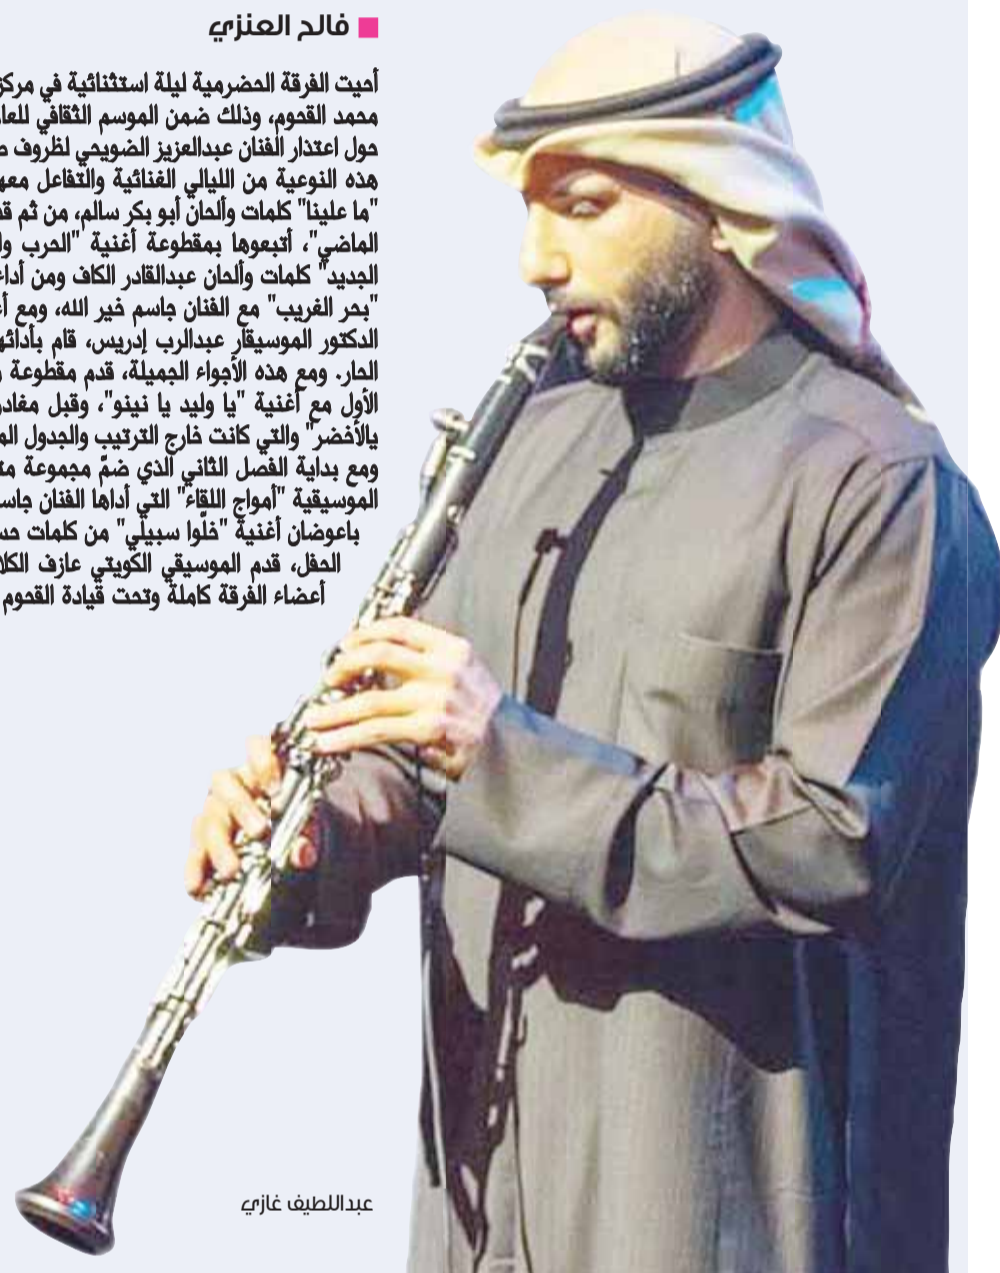 فالح العنزي
أحيت الفرقة الحضرمية ليلة استثنائية في مركز
محمد القحوم، وذلك ضمن الموسم الثقافي للعا
حول اعتذار الفنان عبدالعزيز الضويحي لظروف
هذه النوعية من الليالي الغنائية والتفاعل
"ما علينا" كلمات وألحان أبو بكر سالم، من ثم
الماضي"، أتبعوها بمقطوعة أغنية "الحرب
الجديد" كلمات وألحان عبدالقادر الكاف ومن
"بحر الغريب" مع الفنان جاسم خير الله، ومع
الدكتور الموسيقار عبدالرب إدريس، قام
الحار. ومع هذه الأجواء الجميلة، قدم مقطوعة
الأول مع أغنية "يا وليد يا نينو"، وقبل
يالأخضر" والتي كانت خارج الترتيب والجدول
ومع بداية الفصل الثاني الذي ضمّ مجموعة
الموسيقية "أمواج اللقاء" التي أداها الفنان
باعوضان أغنية "خلّوا سبيلي" من كلمات
الحفل، قدم الموسيقي الكويتي عازف
أعضاء الفرقة كاملة وتحت قيادة القحوم
عبداللطيف غازي